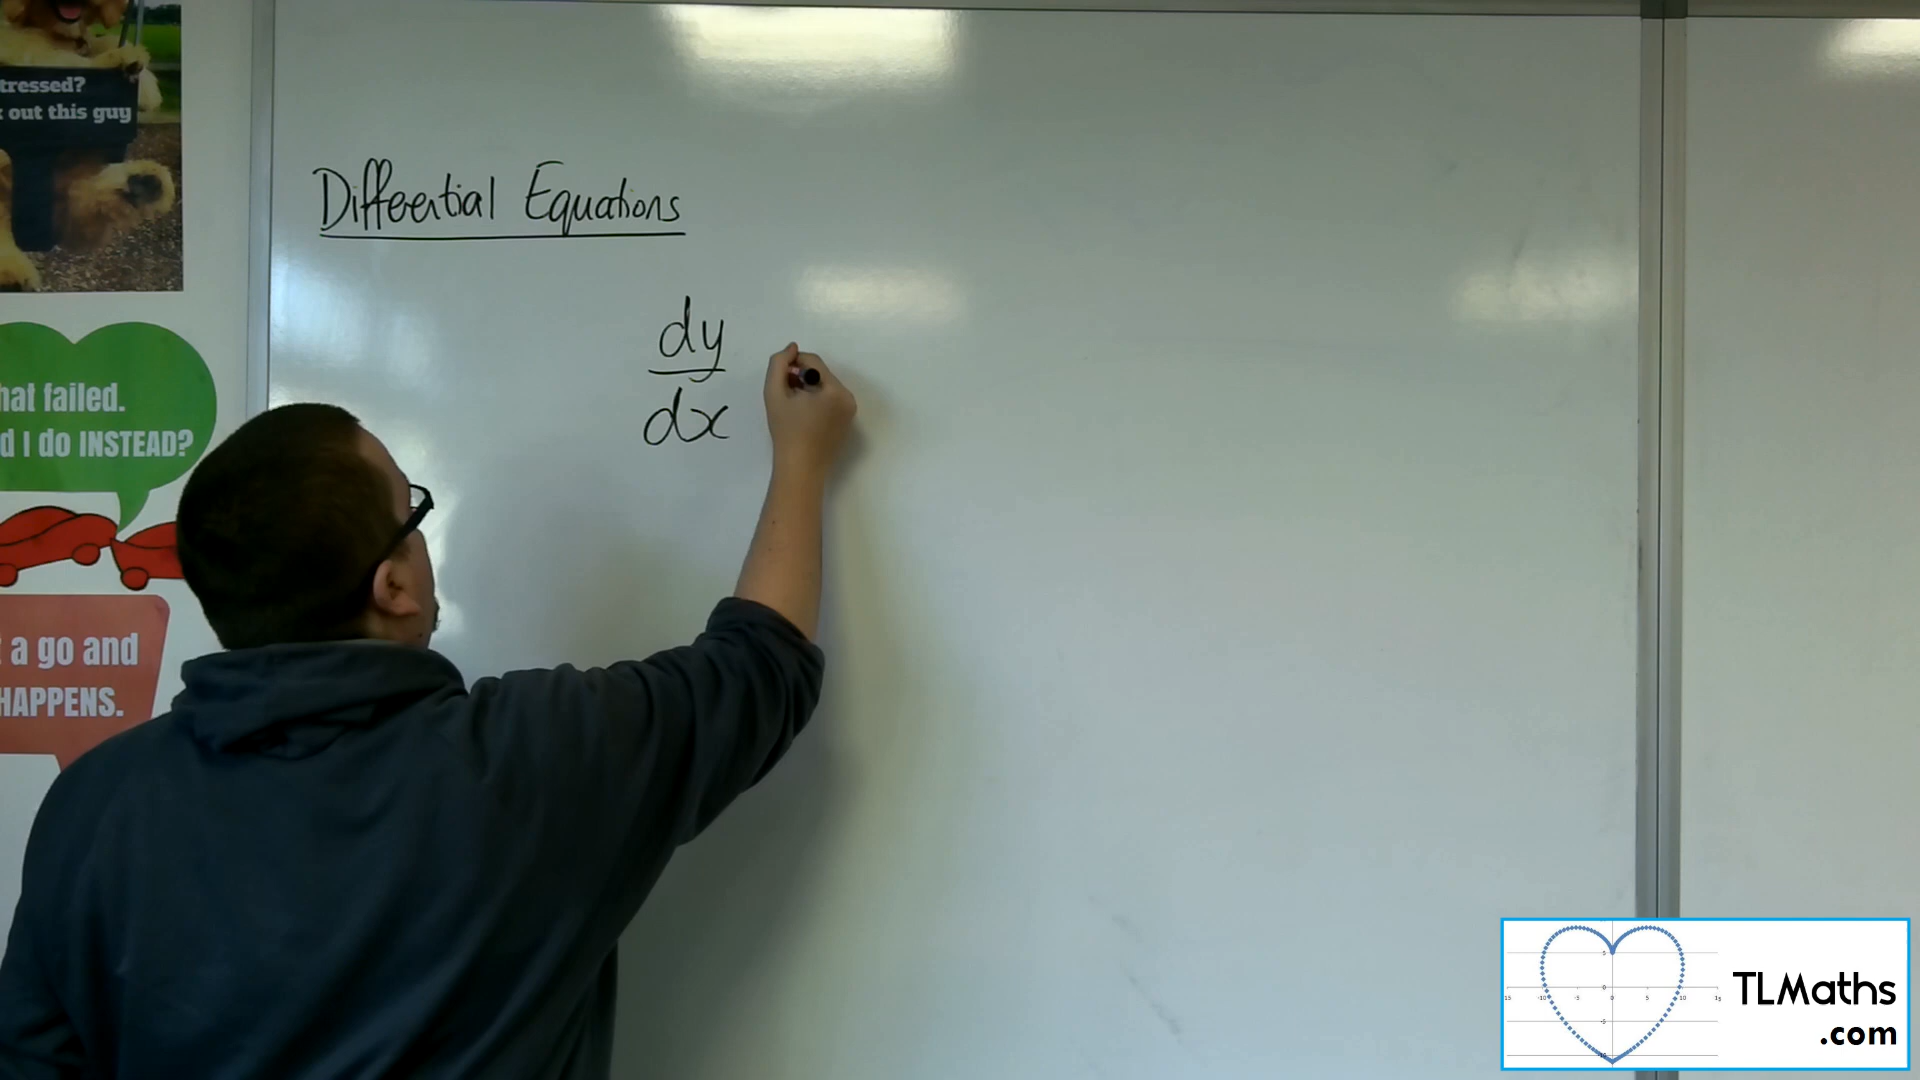 tressed?
out this guy
Differential Equations
dy
dx
hat failed.
d I do INSTEAD?
a go and
HAPPENS.
TLMaths
.com